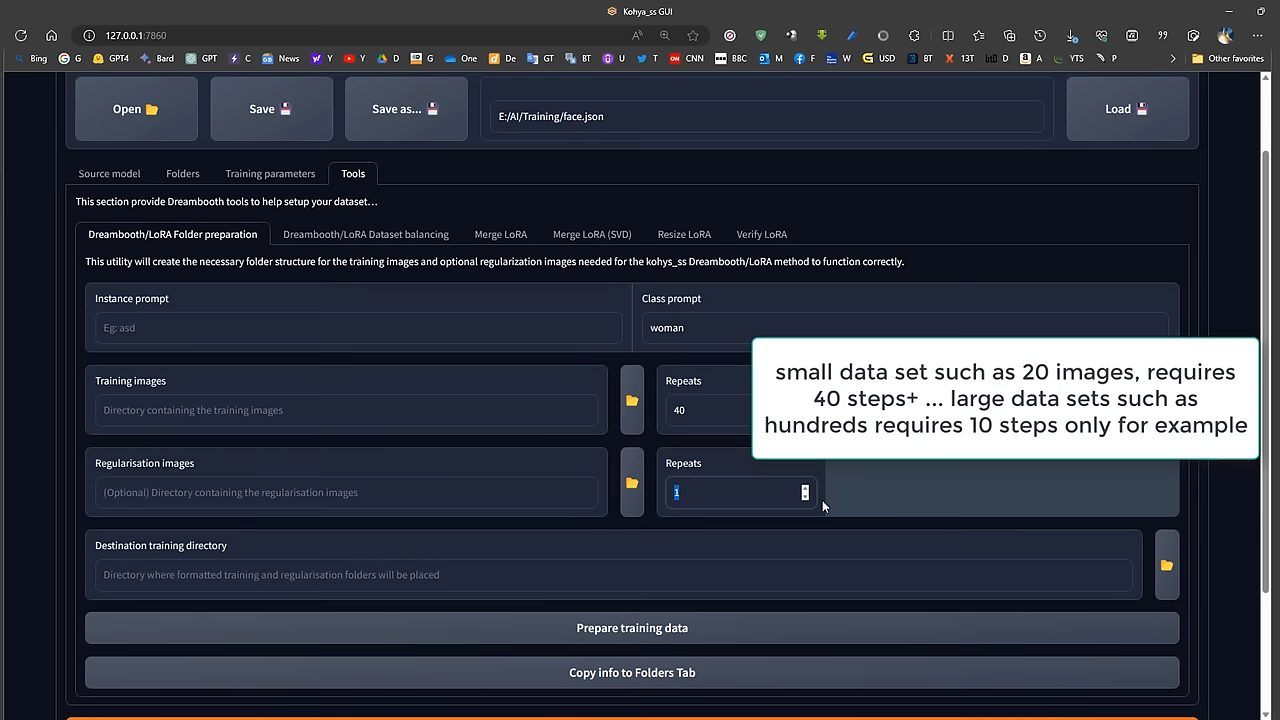 Kohya_ss GUI
127.0.0.1:7860
Bing G GPT4 Bard GPT C News Y Y D G One De GT BT U T CNN BBC M F W USD BT 13T D A YTS P Other favorites
Open Save Save as... E:/AI/Training/face.json Load
Source model Folders Training parameters Tools
This section provide Dreambooth tools to help setup your dataset...
Dreambooth/LoRA Folder preparation Dreambooth/LoRA Dataset balancing Merge LoRA Merge LoRA (SVD) Resize LoRA Verify LoRA
This utility will create the necessary folder structure for the training images and optional regularization images needed for the kohys_ss Dreambooth/LoRA method to function correctly.
Instance prompt Class prompt
Eg: asd woman
small data set such as 20 images, requires
40 steps+ ... large data sets such as
hundreds requires 10 steps only for example
Training images Repeats
Directory containing the training images 40
Regularisation images Repeats
(Optional) Directory containing the regularisation images 1
Destination training directory
Directory where formatted training and regularisation folders will be placed
Prepare training data
Copy info to Folders Tab